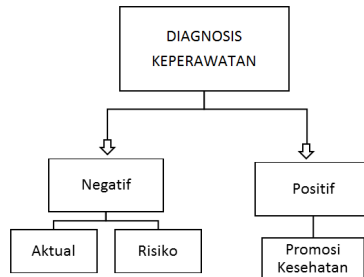 DIAGNOSIS
KEPERAWATAN
Negatif
Positif
Aktual
Risiko
Promosi
Kesehatan